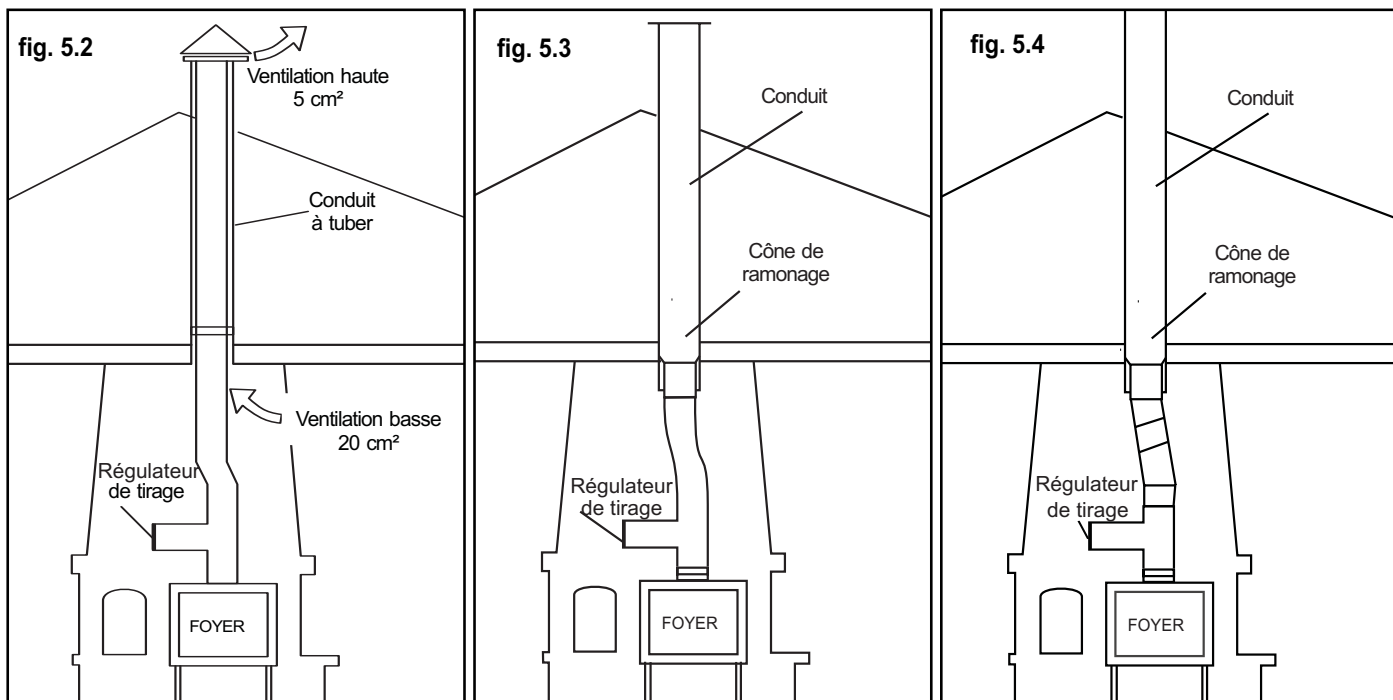 fig. 5.2
Ventilation haute
5 cm²
Conduit
à tuber
Ventilation basse
20 cm²
Régulateur
de tirage
FOYER
fig. 5.3
Conduit
Cône de
ramonage
Régulateur
de tirage
FOYER
fig. 5.4
Conduit
Cône de
ramonage
Régulateur
de tirage
FOYER